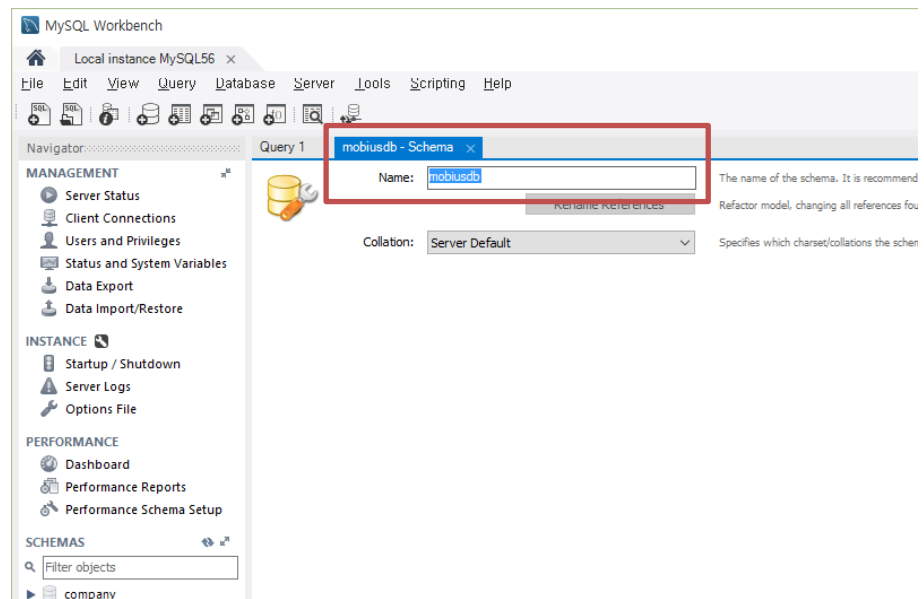 MySQL Workbench
Local instance MySQL56 ×
File Edit View Query Database Server Tools Scripting Help
SQL SQL
Navigator
Query 1
mobiusdb - Schema ×
MANAGEMENT
Server Status
Client Connections
Users and Privileges
Status and System Variables
Data Export
Data Import/Restore
INSTANCE
Startup / Shutdown
Server Logs
Options File
PERFORMANCE
Dashboard
Performance Reports
Performance Schema Setup
SCHEMAS
Filter objects
company
Name: mobiusdb
The name of the schema. It is recommend
Rename References
Refactor model, changing all references fou
Collation: Server Default
Specifies which charset/collations the schem